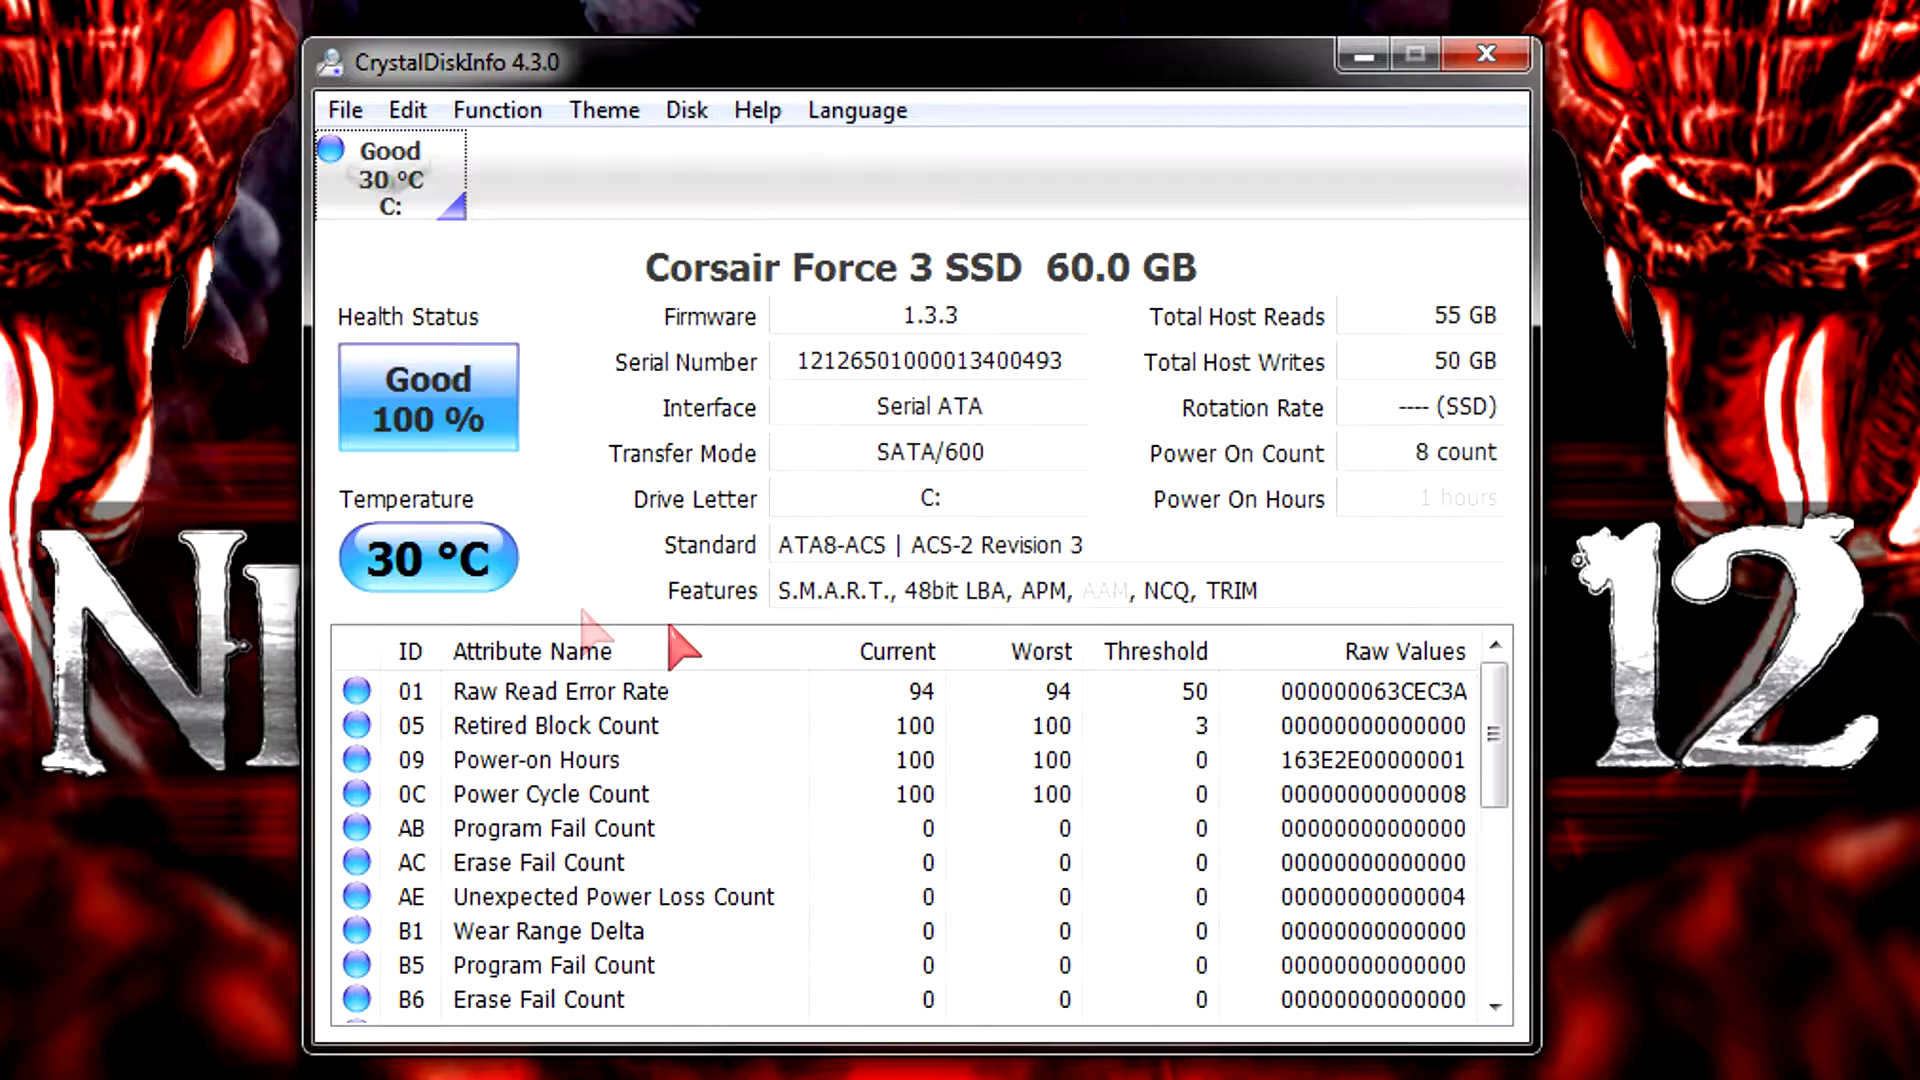 CrystalDiskInfo 4.3.0
File Edit Function Theme Disk Help Language
Good
30 °C
C:
Corsair Force 3 SSD 60.0 GB
Health Status
Good
100 %
Temperature
30 °C
Firmware 1.3.3
Serial Number 12126501000013400493
Interface Serial ATA
Transfer Mode SATA/600
Drive Letter C:
Standard ATA8-ACS | ACS-2 Revision 3
Features S.M.A.R.T., 48bit LBA, APM, AAM, NCQ, TRIM
Total Host Reads 55 GB
Total Host Writes 50 GB
Rotation Rate ---- (SSD)
Power On Count 8 count
Power On Hours 1 hours
ID Attribute Name Current Worst Threshold Raw Values
01 Raw Read Error Rate 94 94 50 000000063CEC3A
05 Retired Block Count 100 100 3 00000000000000
09 Power-on Hours 100 100 0 163E2E00000001
0C Power Cycle Count 100 100 0 00000000000008
AB Program Fail Count 0 0 0 00000000000000
AC Erase Fail Count 0 0 0 00000000000000
AE Unexpected Power Loss Count 0 0 0 00000000000004
B1 Wear Range Delta 0 0 0 00000000000000
B5 Program Fail Count 0 0 0 00000000000000
B6 Erase Fail Count 0 0 0 00000000000000
12